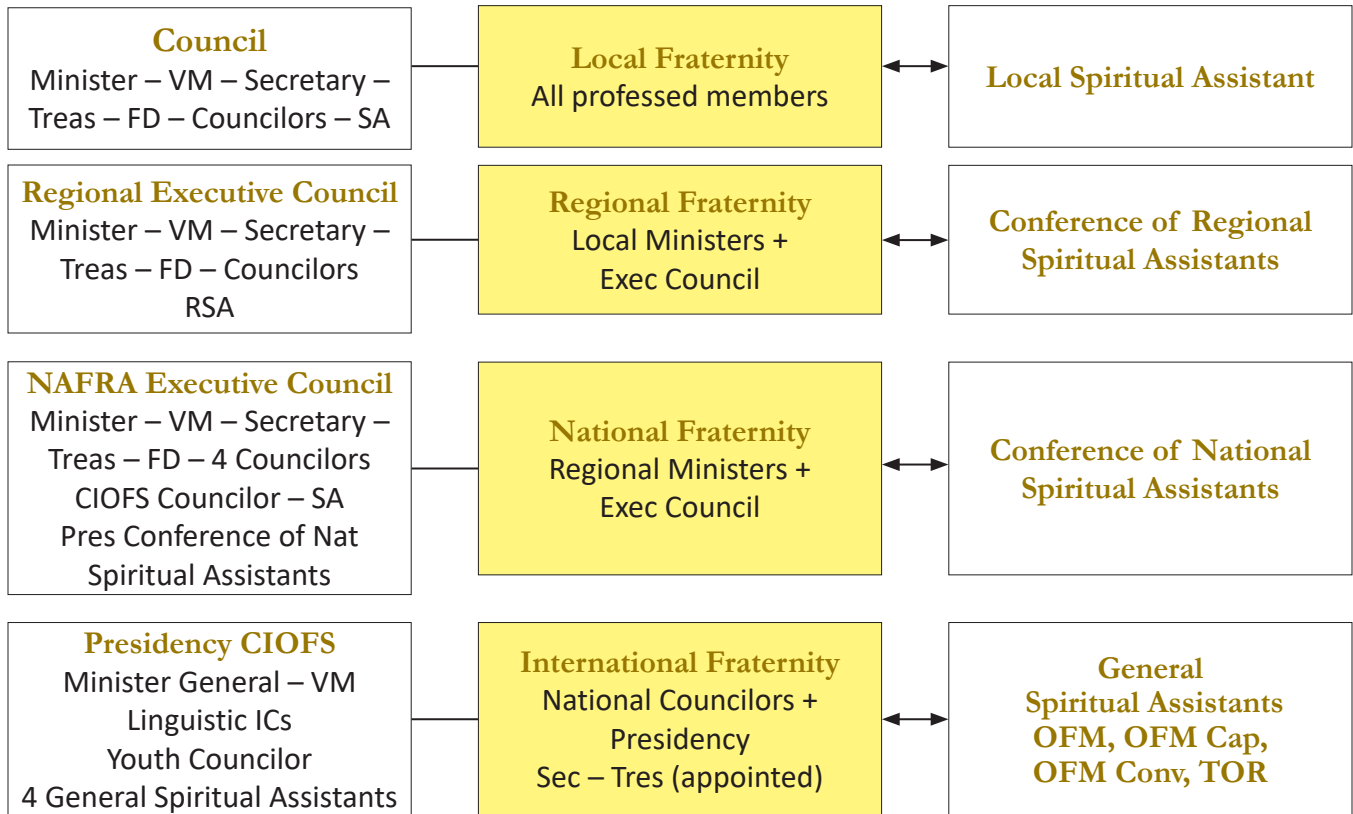 Council
Minister – VM – Secretary –
Treas – FD – Councilors – SA
Local Fraternity
All professed members
Local Spiritual Assistant
Regional Executive Council
Minister – VM – Secretary –
Treas – FD – Councilors
RSA
Regional Fraternity
Local Ministers +
Exec Council
Conference of Regional
Spiritual Assistants
NAFRA Executive Council
Minister – VM – Secretary –
Treas – FD – 4 Councilors
CIOFS Councilor – SA
Pres Conference of Nat
Spiritual Assistants
National Fraternity
Regional Ministers +
Exec Council
Conference of National
Spiritual Assistants
Presidency CIOFS
Minister General – VM
Linguistic ICs
Youth Councilor
4 General Spiritual Assistants
International Fraternity
National Councilors +
Presidency
Sec – Tres (appointed)
General
Spiritual Assistants
OFM, OFM Cap,
OFM Conv, TOR